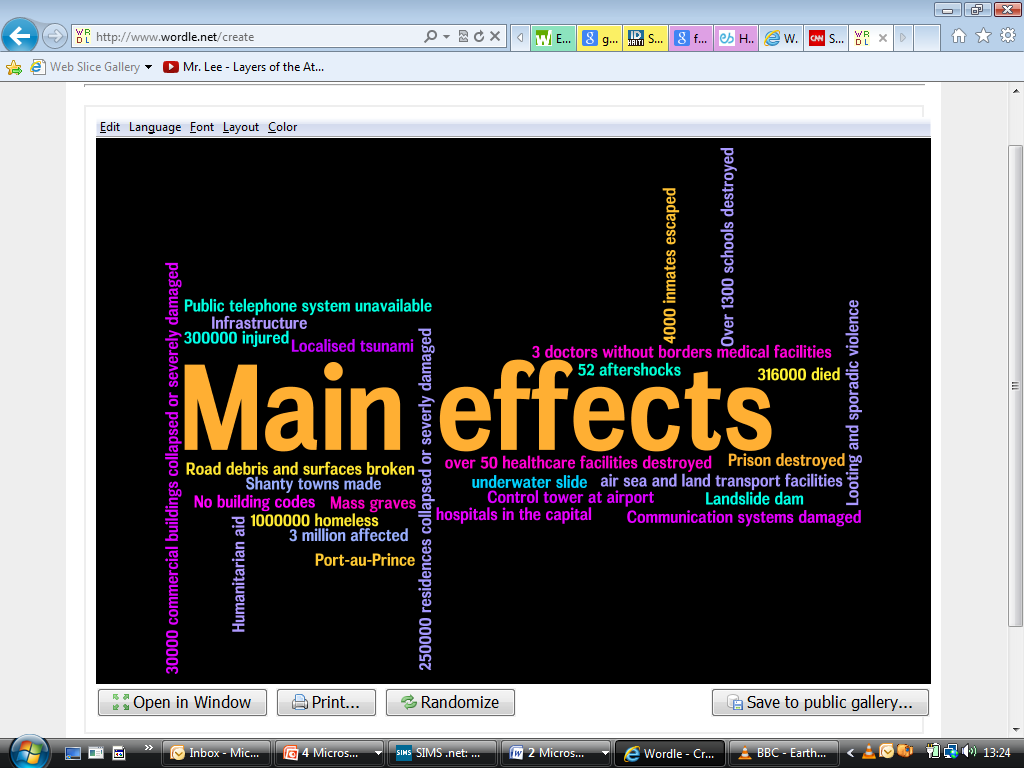 http://www.wordle.net/create
E...
g...
S...
f...
H..
W.
S...
Web Slice Gallery
Mr. Lee - Layers of the At...
Edit Language Font Layout Color
30000 commercial buildings collapsed or severely damaged
Public telephone system unavailable
Infrastructure
300000 injured
Localised tsunami
4000 inmates escaped
Over 1300 schools destroyed
3 doctors without borders medical facilities
52 aftershocks
316000 died
Main effects
Looting and sporadic violence
250000 residences collapsed or severly damaged
Road debris and surfaces broken
Shanty towns made
No building codes
Mass graves
1000000 homeless
3 million affected
Port-au-Prince
Humanitarian aid
over 50 healthcare facilities destroyed
Prison destroyed
underwater slide
air sea and land transport facilities
Control tower at airport
Landslide dam
hospitals in the capital
Communication systems damaged
Open in Window
Print...
Randomize
Save to public gallery...
Inbox - Mic...
4 Micros...
SIMS .net: ...
2 Micros...
Wordle - Cr...
BBC - Earth...
13:24